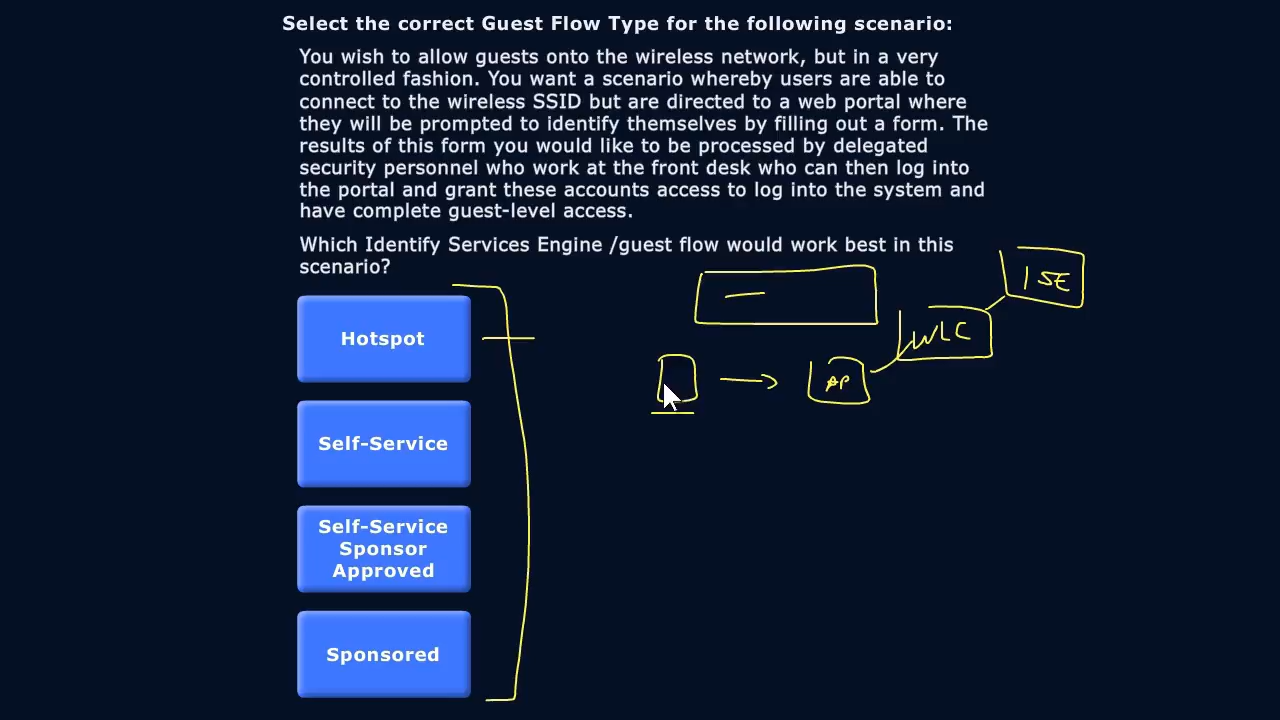 Select the correct Guest Flow Type for the following scenario:
You wish to allow guests onto the wireless network, but in a very
controlled fashion. You want a scenario whereby users are able to
connect to the wireless SSID but are directed to a web portal where
they will be prompted to identify themselves by filling out a form. The
results of this form you would like to be processed by delegated
security personnel who work at the front desk who can then log into
the portal and grant these accounts access to log into the system and
have complete guest-level access.
Which Identify Services Engine /guest flow would work best in this
scenario?
ISE
WLC
Hotspot
AP
Self-Service
Self-Service
Sponsor
Approved
Sponsored